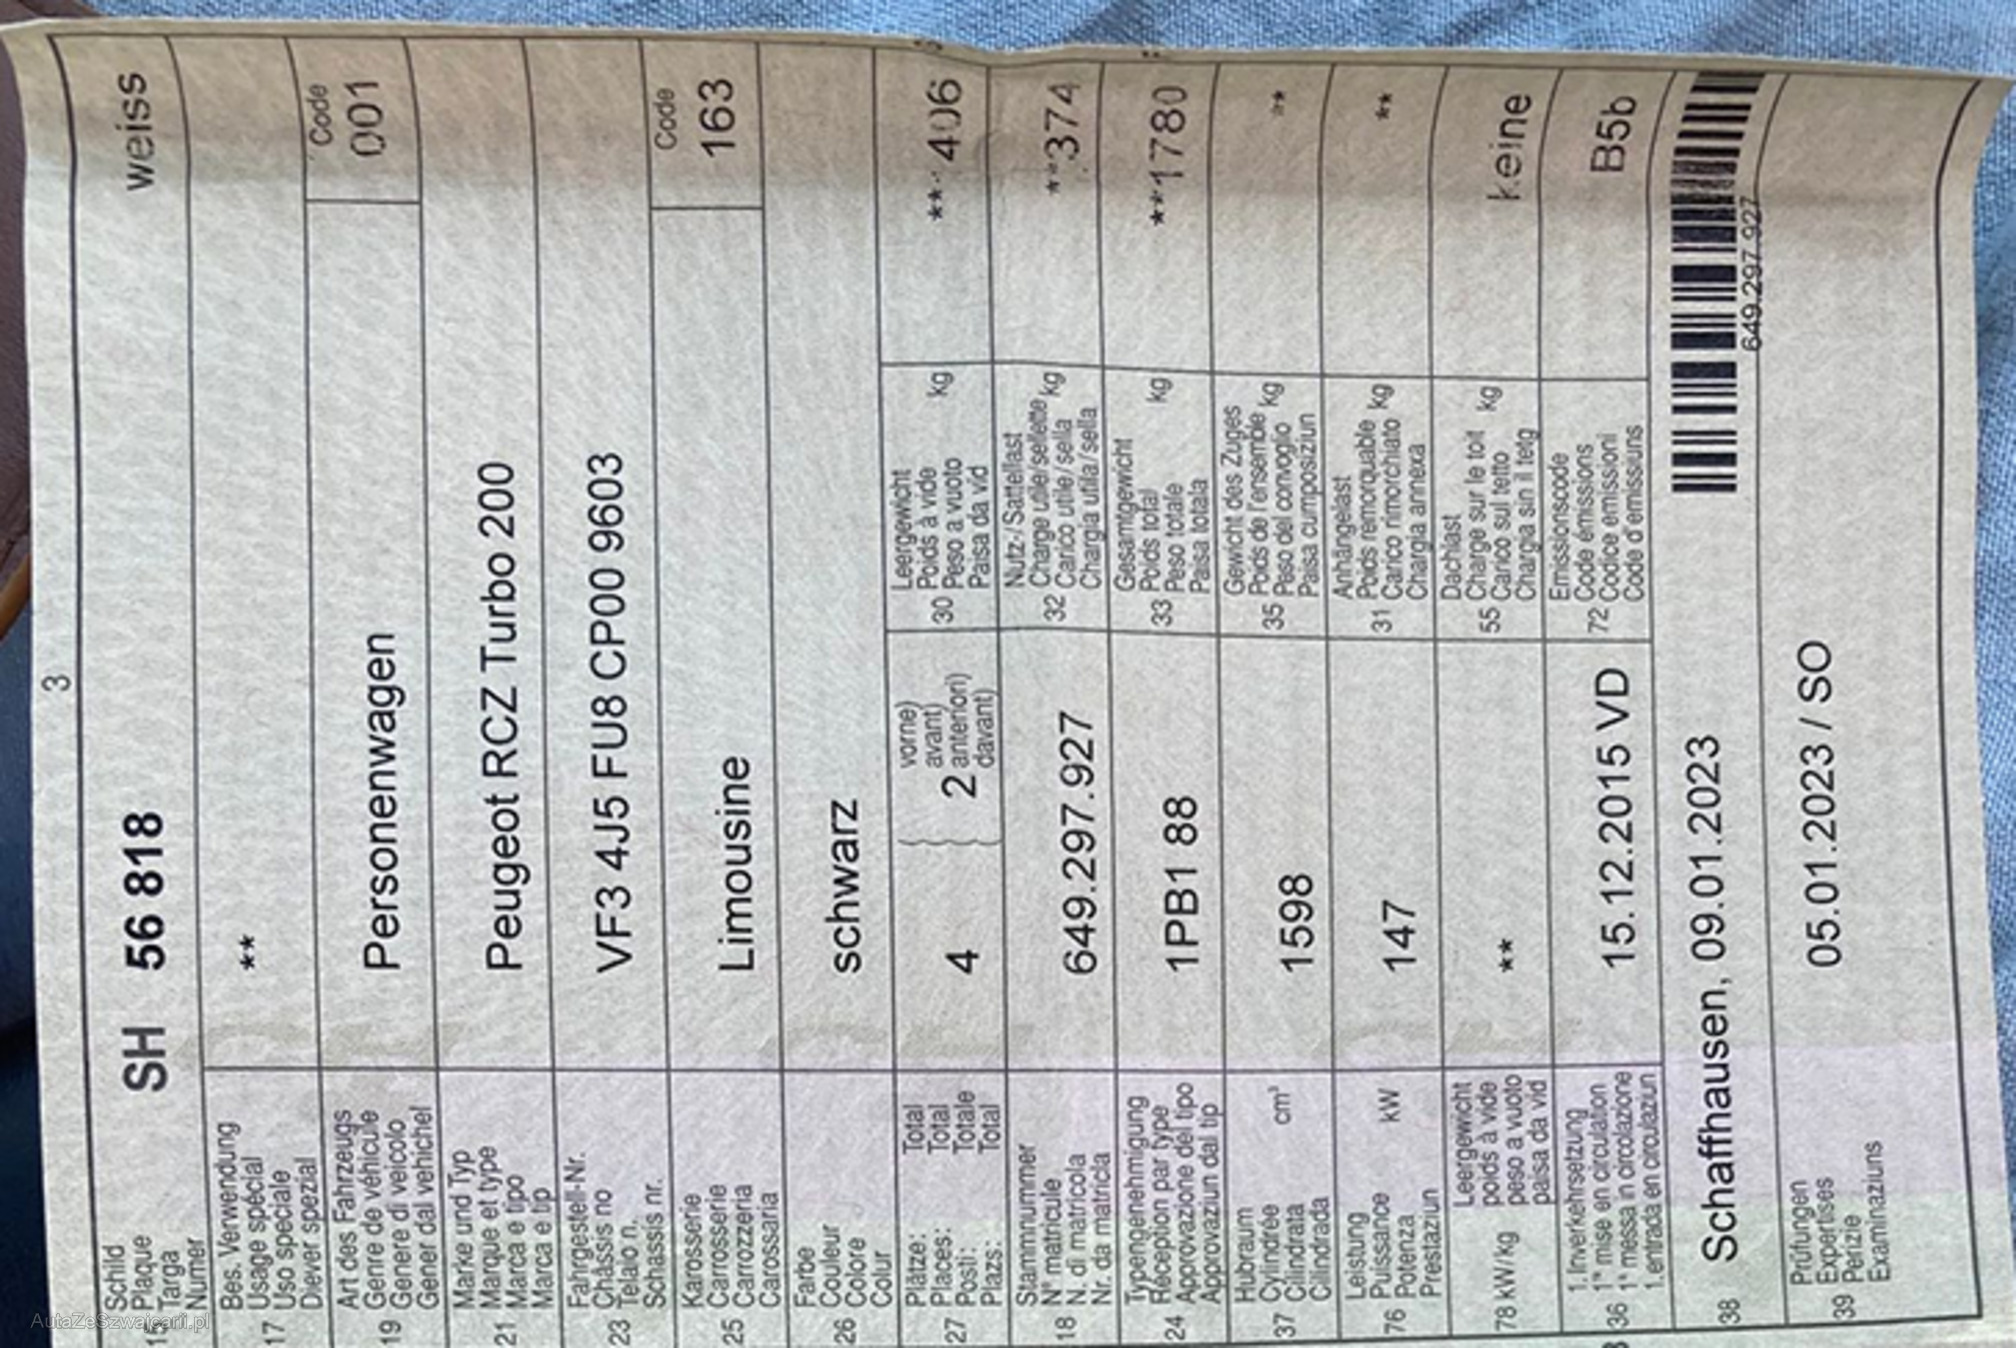 3
15 Schild
Plaque
Targa
Numer
SH 56 818 weiss
17 Bes. Verwendung
Usage spécial
Uso speciale
Diever spezial
**
19 Art des Fahrzeugs
Genre de véhicule
Genere di veicolo
Gener dal vehichel
Personenwagen
Code
001
21 Marke und Typ
Marque et type
Marca e tipo
Marca e tip
Peugeot RCZ Turbo 200
23 Fahrgestell-Nr.
Châssis no
Telaio n.
Schassis nr.
VF3 4J5 FU8 CP00 9603
25 Karosserie
Carrosserie
Carrozzeria
Carossaria
Limousine
Code
163
26 Farbe
Couleur
Colore
Colur
schwarz
27 Plätze: Total
Places: Total
Posti: Totale
Plazs: Total
4 2
vorne)
avant)
anteriori)
davant)
30 Leergewicht
Poids à vide
Peso a vuoto kg
Paisa da vid
406
18 Stammnummer
N° matricule
N. di matricola
Nr. da matricla
649.297.927
32 Nutz-/Sattellast
Charge utile/sellette
Carico utile/sella kg
Chargia utila/sella
**374
24 Typengenehmigung
Réception par type
Approvazione del tipo
Approvaziun dal tip
1PB1 88
33 Gesamtgewicht
Poids total
Peso totale kg
Paisa totala
**1780
37 Hubraum
Cylindrée cm³
Cilindrata
Cilindrada
1598
35 Gewicht des Zuges
Poids de l'ensemble
Peso del convoglio kg
Paisa cumposiziun
**
76 Leistung
Puissance kW
Potenza
Prestaziun
147
31 Anhängelast
Poids remorquable
Carico rimorchiato kg
Chargia annexa
**
78 kW/kg Leergewicht
poids à vide
peso a vuoto
paisa da vid
**
55 Dachlast
Charge sur le toit
Carico sul tetto kg
Chargia sin il tetg
keine
36 1. Inverkehrsetzung
1re mise en circulation
1a messa in circolazione
1. entrada en circulaziun
15.12.2015 VD
72 Emissionscode
Code émissions
Codice emissioni
Code d'emissiuns
B5b
38 Schaffhausen, 09.01.2023
649.297.927
39 Prüfungen
Expertises
Perizie
Examinaziuns
05.01.2023 / SO
AutaZeSzwajcarii.pl